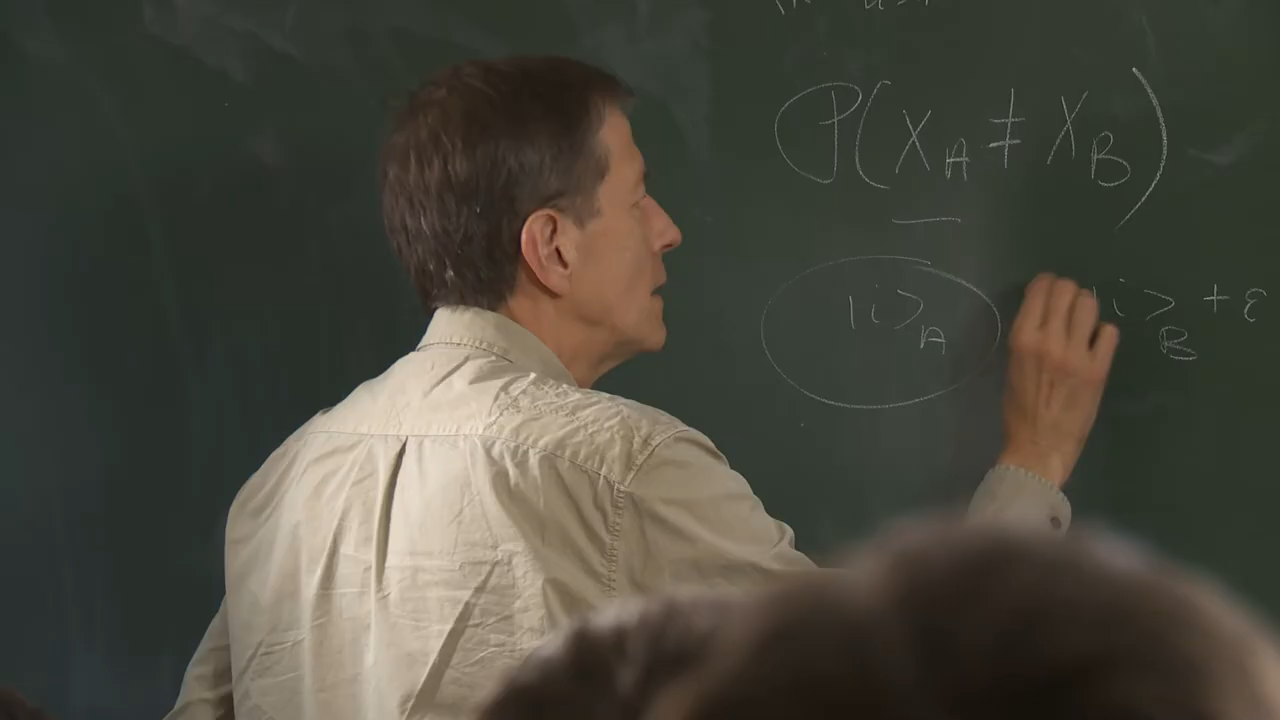 P(X_A ≠ X_B)
|i>_A |i>_B + ε